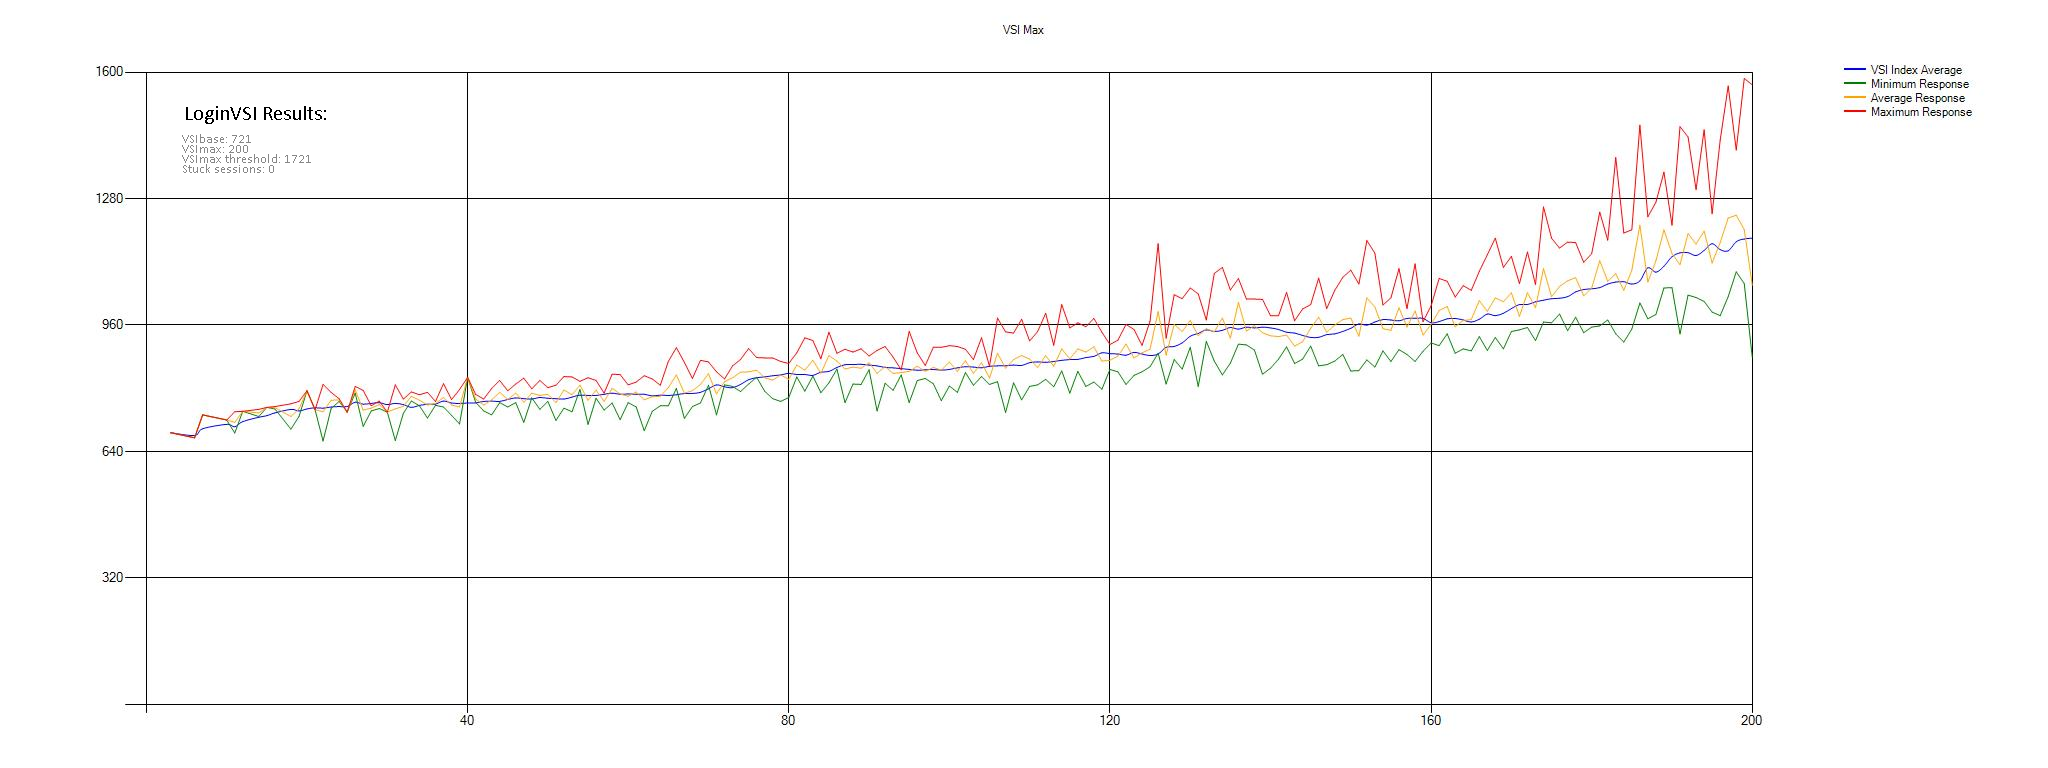 VSI Max
1600
1280
960
640
320
LoginVSI Results:
VSIbase: 721
VSImax: 200
VSImax threshold: 1721
Stuck sessions: 0
VSI Index Average
Minimum Response
Average Response
Maximum Response
40
80
120
160
200